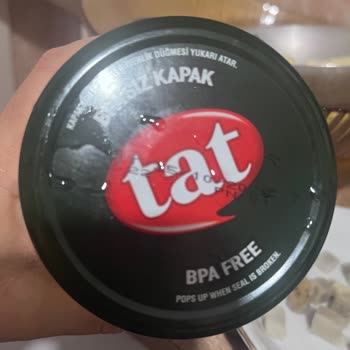 DÜĞMESİ YUKARI ATAR.
KAPAK
tat
BPA FREE
POPS UP WHEN SEAL IS BROKEN.